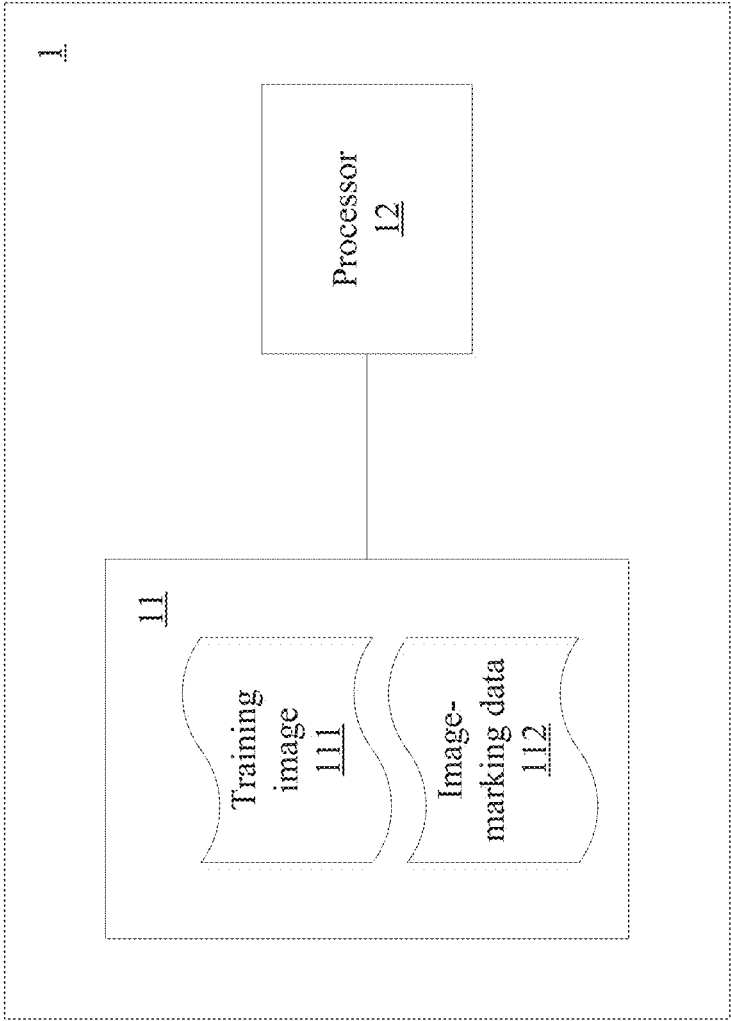 1
11
Training
image
111
Image-
marking data
112
Processor
12